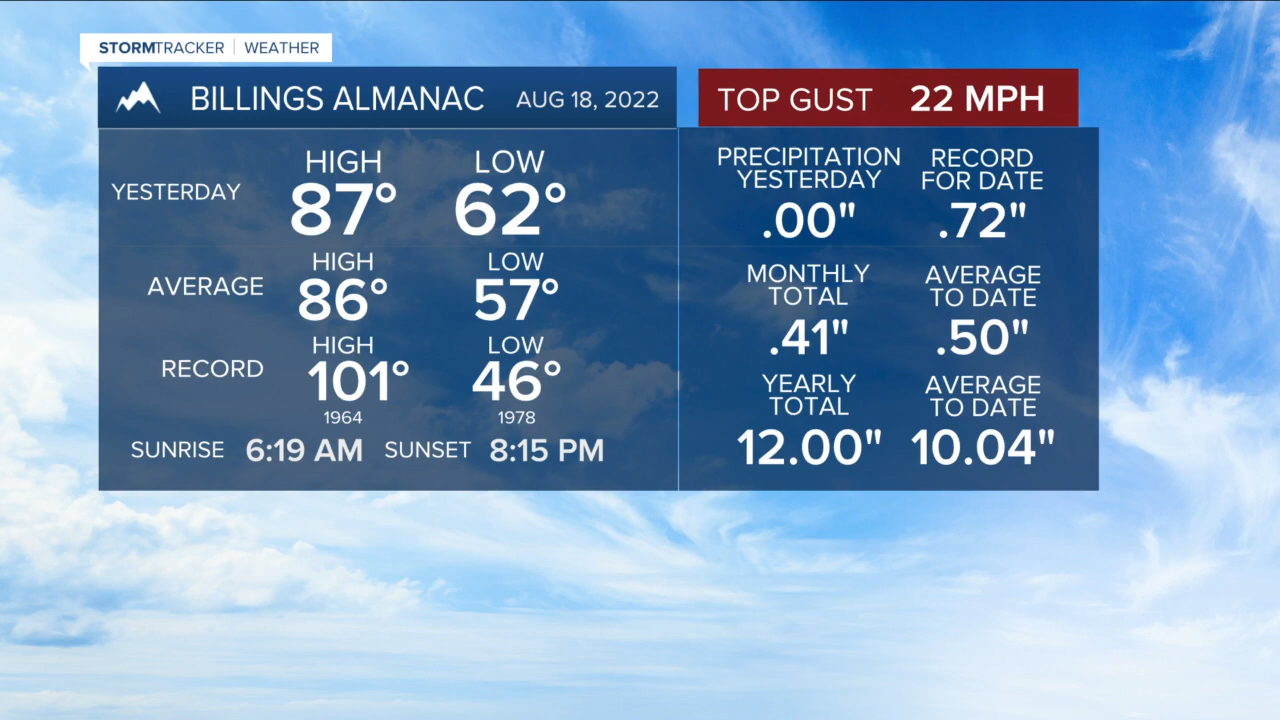 STORMTRACKER | WEATHER
BILLINGS ALMANAC AUG 18, 2022
HIGH LOW
YESTERDAY 87° 62°
HIGH LOW
AVERAGE 86° 57°
HIGH LOW
RECORD 101° 46°
1964 1978
SUNRISE 6:19 AM SUNSET 8:15 PM
TOP GUST 22 MPH
PRECIPITATION RECORD
YESTERDAY FOR DATE
.00" .72"
MONTHLY AVERAGE
TOTAL TO DATE
.41" .50"
YEARLY AVERAGE
TOTAL TO DATE
12.00" 10.04"